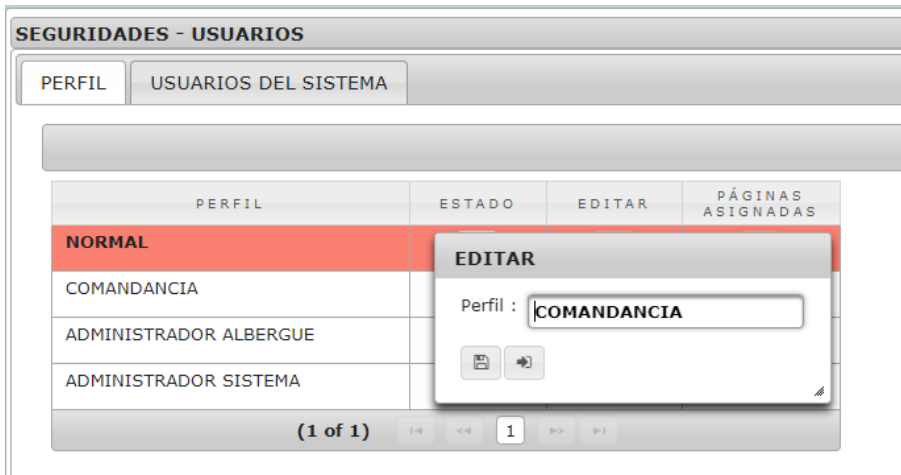 SEGURIDADES - USUARIOS
PERFIL USUARIOS DEL SISTEMA
PERFIL ESTADO EDITAR PÁGINAS ASIGNADAS
NORMAL
EDITAR
COMANDANCIA
Perfil : COMANDANCIA
ADMINISTRADOR ALBERGUE
ADMINISTRADOR SISTEMA
(1 of 1) 1